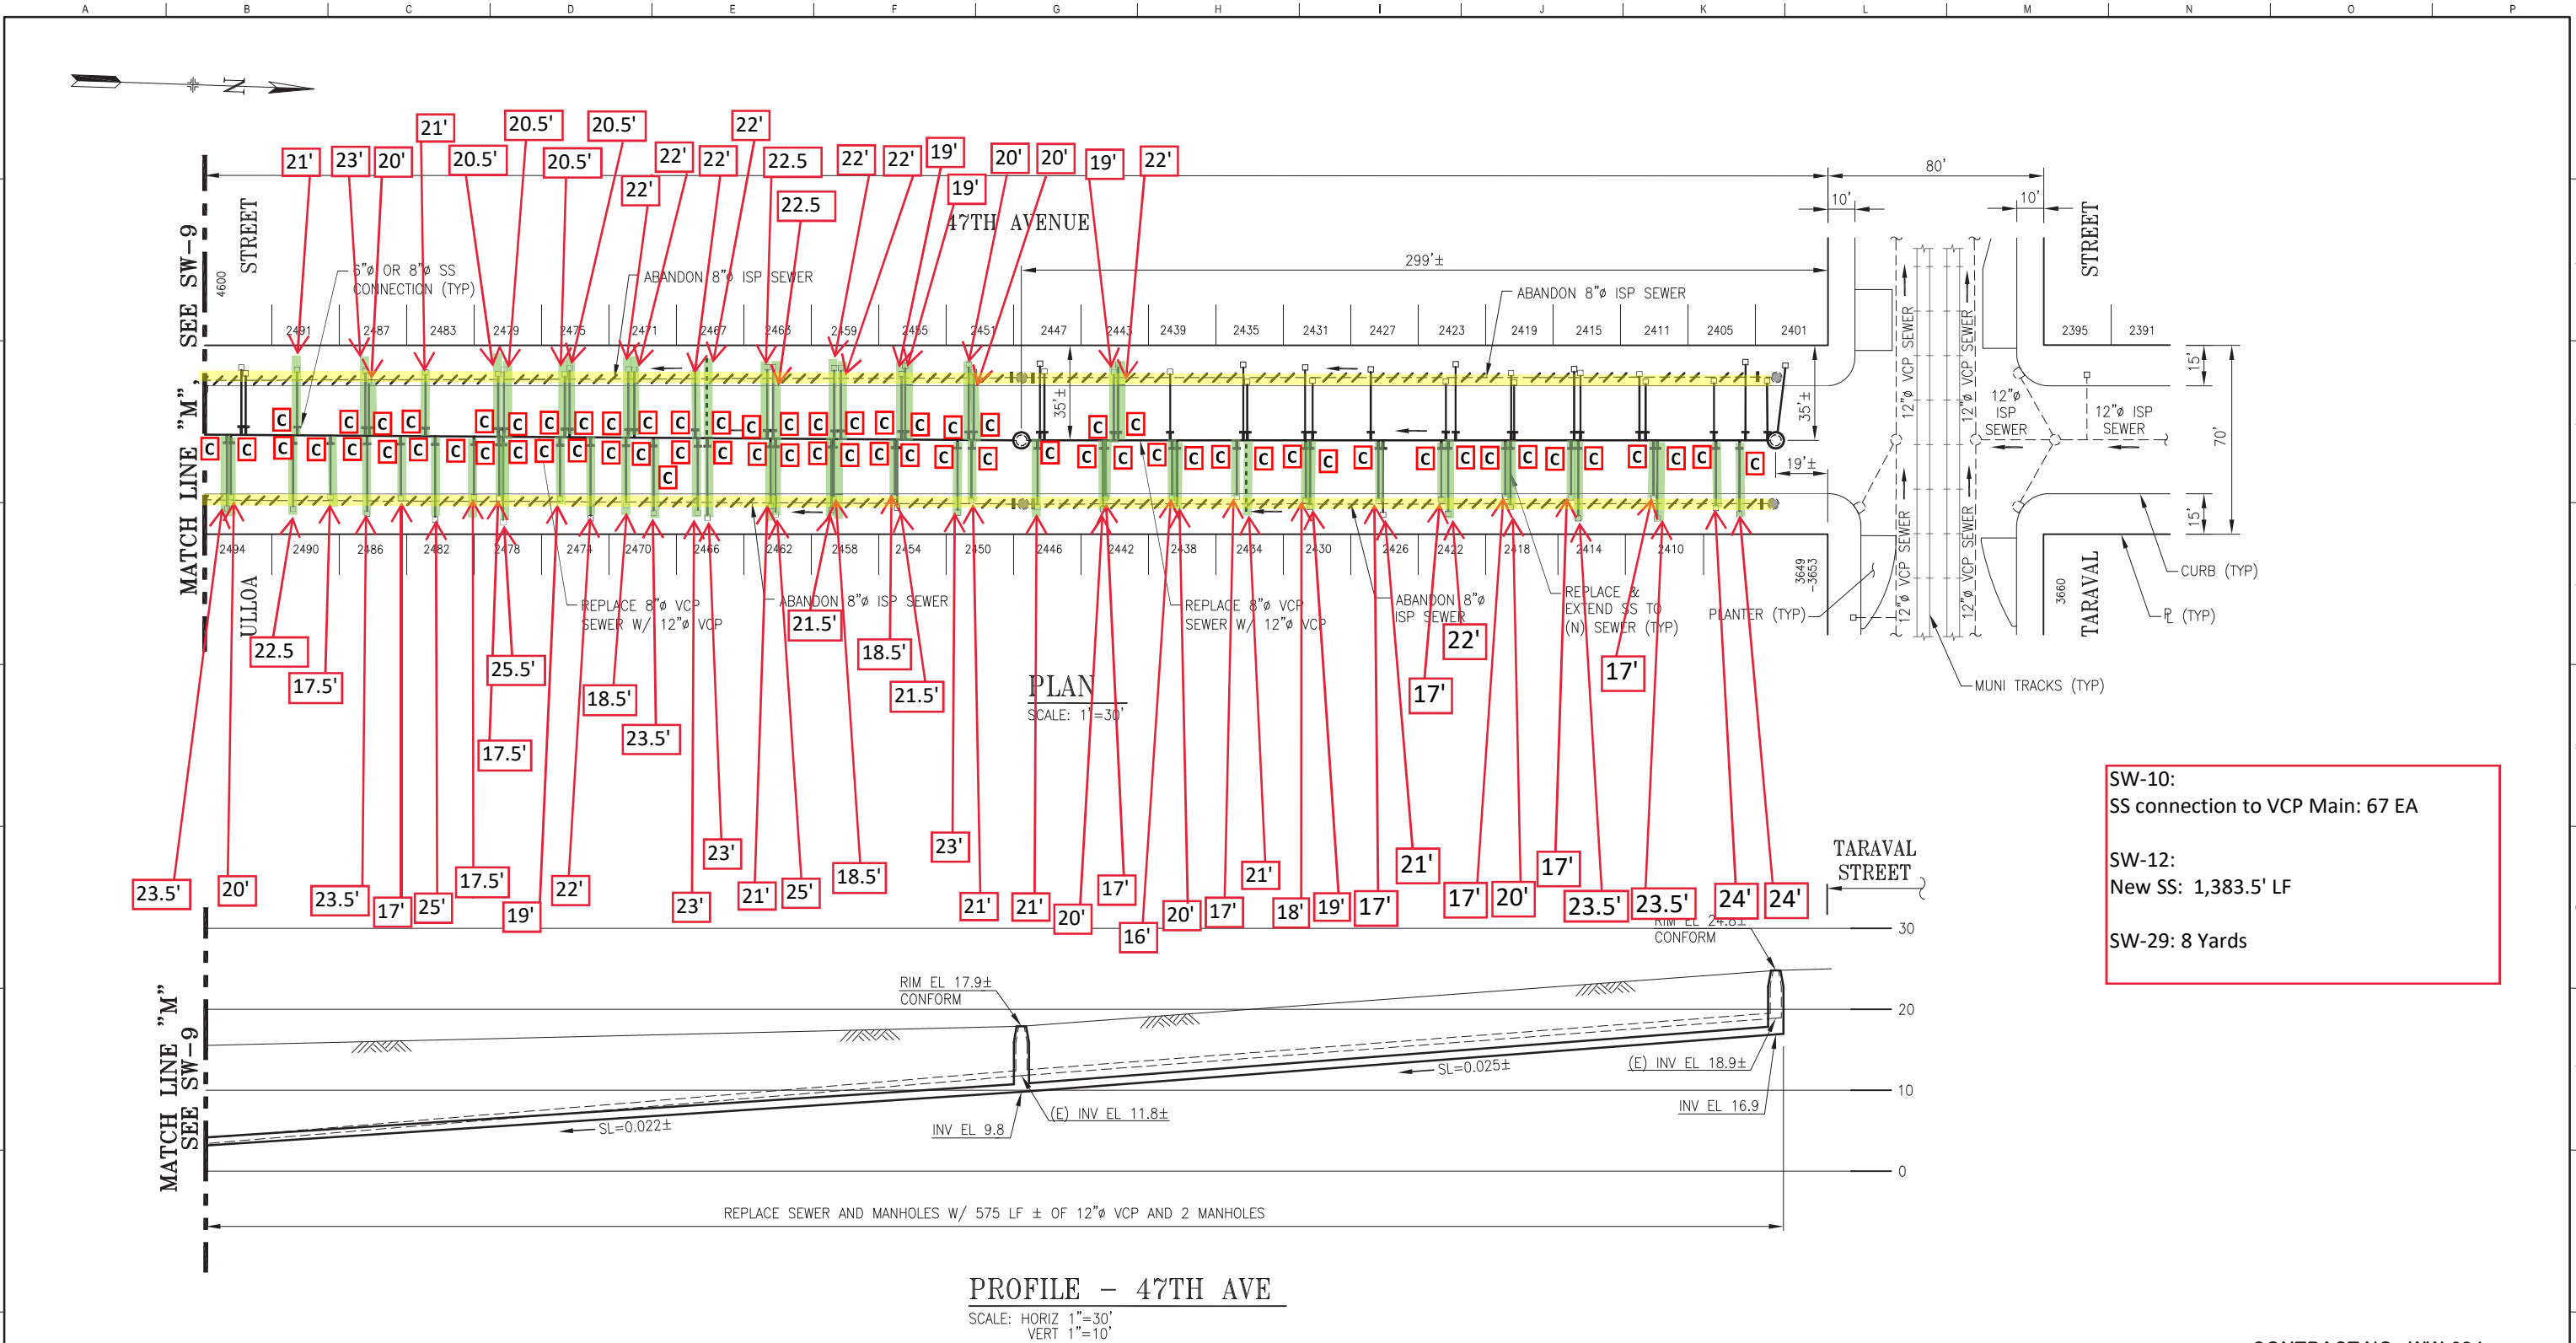 A B C D E F G H I J K L M N O P
N
21' 20.5' 20.5' 22'
21' 23' 20' 20.5' 20.5' 22' 22' 22.5 22' 22' 19' 20' 20' 19' 22'
22' 19'
22.5
80'
10' 10'
47TH AVENUE
STREET
STREET
4600
299'±
6"ø OR 8"ø SS
CONNECTION (TYP)
ABANDON 8"ø ISP SEWER
ABANDON 8"ø ISP SEWER
MATCH LINE "M",
SEE SW-9
2491 2487 2483 2479 2475 2471 2467 2463 2459 2455 2451 2447 2443 2439 2435 2431 2427 2423 2419 2415 2411 2405 2401
2395 2391
35'± 35'±
15'
70'
15'
12"ø VCP SEWER
12"ø VCP SEWER
12"ø VCP SEWER
12"ø VCP SEWER
12"ø
ISP
SEWER
12"ø ISP
SEWER
C C C C C C C C C C C C C C C C C C C C C C
C C C C C C C C C C C C C C C C C C C C C C C C C C C C C C C C C C C C C C C C C C C C C
19'±
2494 2490 2486 2482 2478 2474 2470 2466 2462 2458 2454 2450 2446 2442 2438 2434 2430 2426 2422 2418 2414 2410
3649
-3653
3660
ULLOA
TARAVAL
CURB (TYP)
PL (TYP)
PLANTER (TYP)
MUNI TRACKS (TYP)
REPLACE 8"ø VCP
SEWER W/ 12"ø VCP
ABANDON 8"ø ISP SEWER
REPLACE 8"ø VCP
SEWER W/ 12"ø VCP
ABANDON 8"ø
ISP SEWER
REPLACE &
EXTEND SS TO
(N) SEWER (TYP)
22.5 21.5' 22'
17.5' 25.5' 18.5' 18.5' 21.5' 17' 17'
17.5' 23.5'
PLAN
SCALE: 1"=30'
23.5' 20' 23.5' 17' 25' 17.5' 19' 22' 23' 23' 21' 25' 18.5' 23' 21' 21' 20' 17' 16' 20' 17' 21' 18' 19' 17' 21' 17' 20' 17' 23.5' 23.5' 24' 24'
SW-10:
SS connection to VCP Main: 67 EA
SW-12:
New SS: 1,383.5' LF
SW-29: 8 Yards
TARAVAL
STREET
30
20
10
0
MATCH LINE "M"
SEE SW-9
RIM EL 17.9±
CONFORM
RIM EL 24.8±
CONFORM
SL=0.022±
INV EL 9.8
(E) INV EL 11.8±
SL=0.025±
(E) INV EL 18.9±
INV EL 16.9
REPLACE SEWER AND MANHOLES W/ 575 LF ± OF 12"ø VCP AND 2 MANHOLES
PROFILE - 47TH AVE
SCALE: HORIZ 1"=30'
VERT 1"=10'